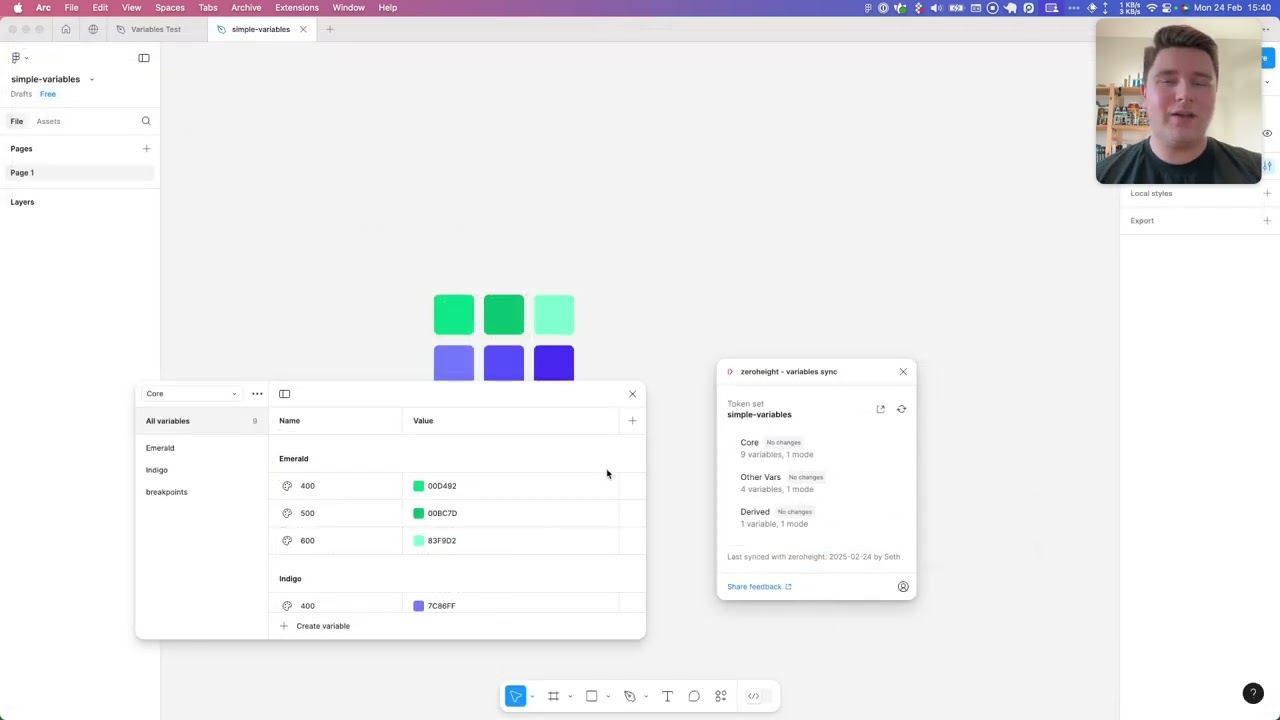 Arc File Edit View Spaces Tabs Archive Extensions Window Help
1 KB/s
3 KB/s
Mon 24 Feb 15:40
Variables Test
simple-variables
simple-variables
Drafts Free
File Assets
Pages
Page 1
Layers
Local styles
Export
Core
All variables 9
Emerald
Indigo
breakpoints
Name Value
Emerald
400 00D492
500 00BC7D
600 83F9D2
Indigo
400 7C86FF
Create variable
zeroheight - variables sync
Token set
simple-variables
Core No changes
9 variables, 1 mode
Other Vars No changes
4 variables, 1 mode
Derived No changes
1 variable, 1 mode
Last synced with zeroheight: 2025-02-24 by Seth
Share feedback
?